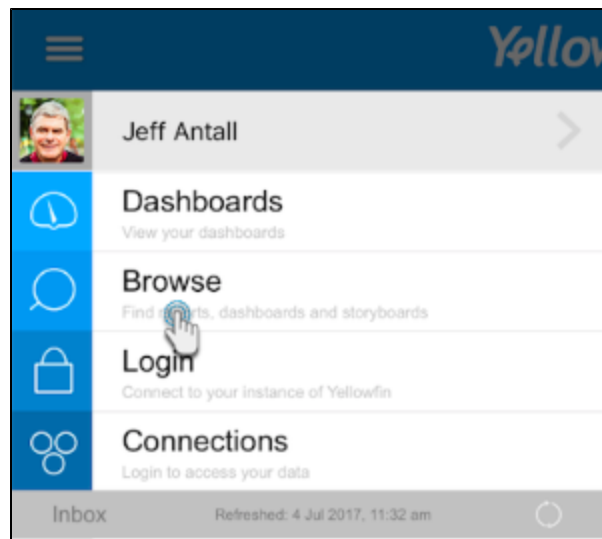 Yellow
Jeff Antall
Dashboards
View your dashboards
Browse
Find reports, dashboards and storyboards
Login
Connect to your instance of Yellowfin
Connections
Login to access your data
Inbox
Refreshed: 4 Jul 2017, 11:32 am